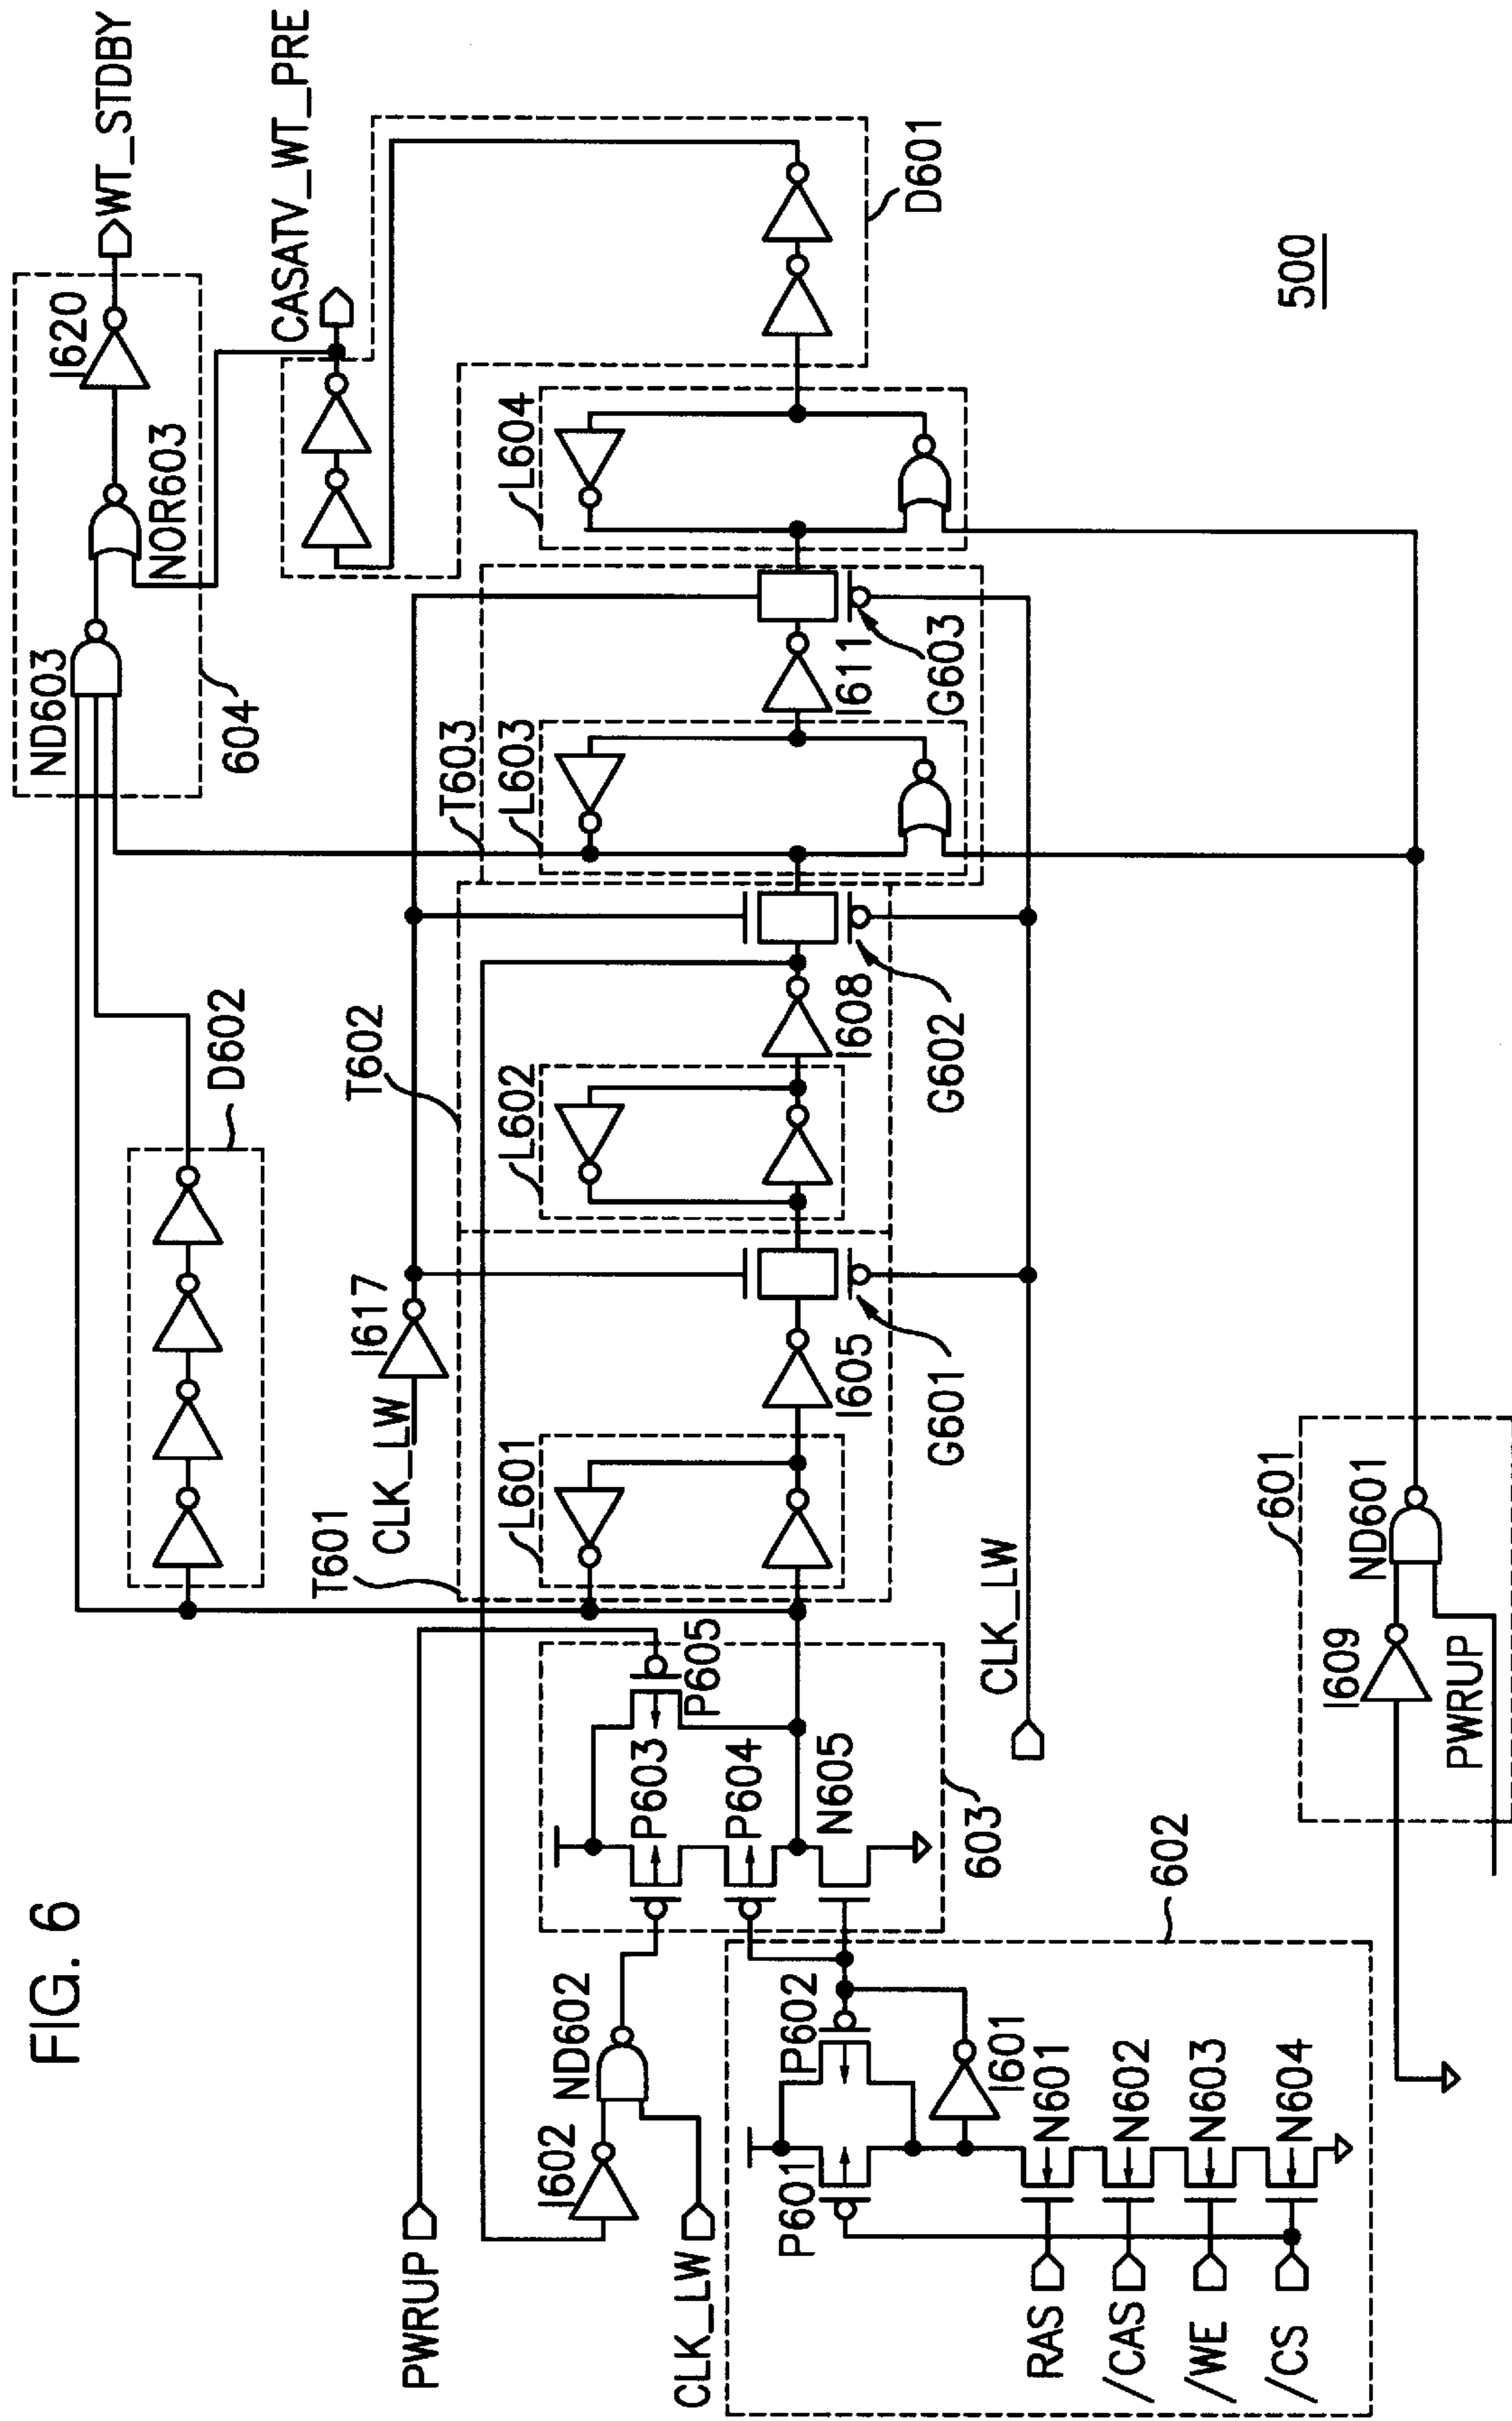 FIG. 6
PWRUP
CLK_LW
I602
ND602
P601
P602
I601
RAS
N601
/CAS
N602
/WE
N603
/CS
N604
602
P603
P604
P605
N605
603
CLK_LW
T601
L601
I605
G601
CLK_LW
I617
D602
T602
L602
I608
G602
T603
L603
I611
G603
L604
ND603
604
NOR603
I620
WT_STDBY
CASATV_WT_PRE
D601
601
I609
ND601
PWRUP
500